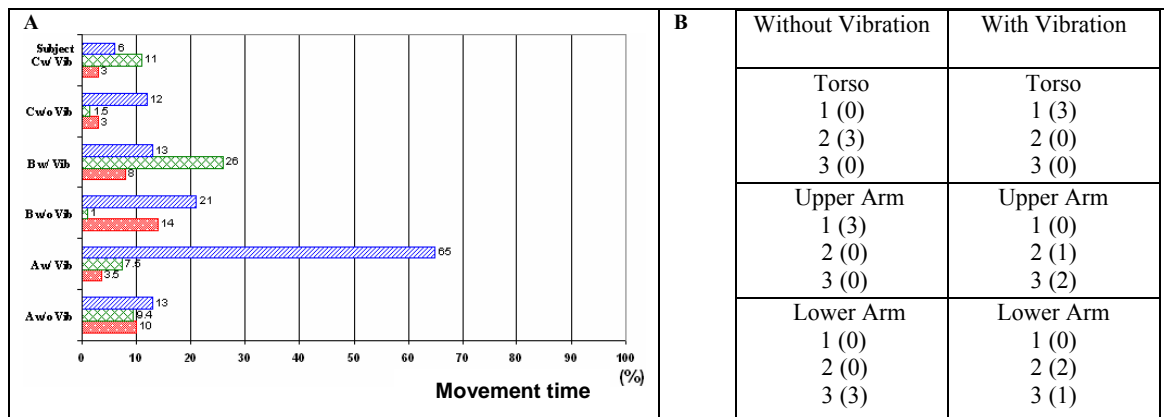 A
Subject
C w/ Vib
6
11
3
C w/o Vib
12
1.5
3
B w/ Vib
13
26
8
B w/o Vib
21
1
14
A w/ Vib
65
7.5
3.5
A w/o Vib
13
9.4
10
0 10 20 30 40 50 60 70 80 90 100
(%)
Movement time
B
Without Vibration With Vibration
Torso Torso
1 (0) 1 (3)
2 (3) 2 (0)
3 (0) 3 (0)
Upper Arm Upper Arm
1 (3) 1 (0)
2 (0) 2 (1)
3 (0) 3 (2)
Lower Arm Lower Arm
1 (0) 1 (0)
2 (0) 2 (2)
3 (3) 3 (1)